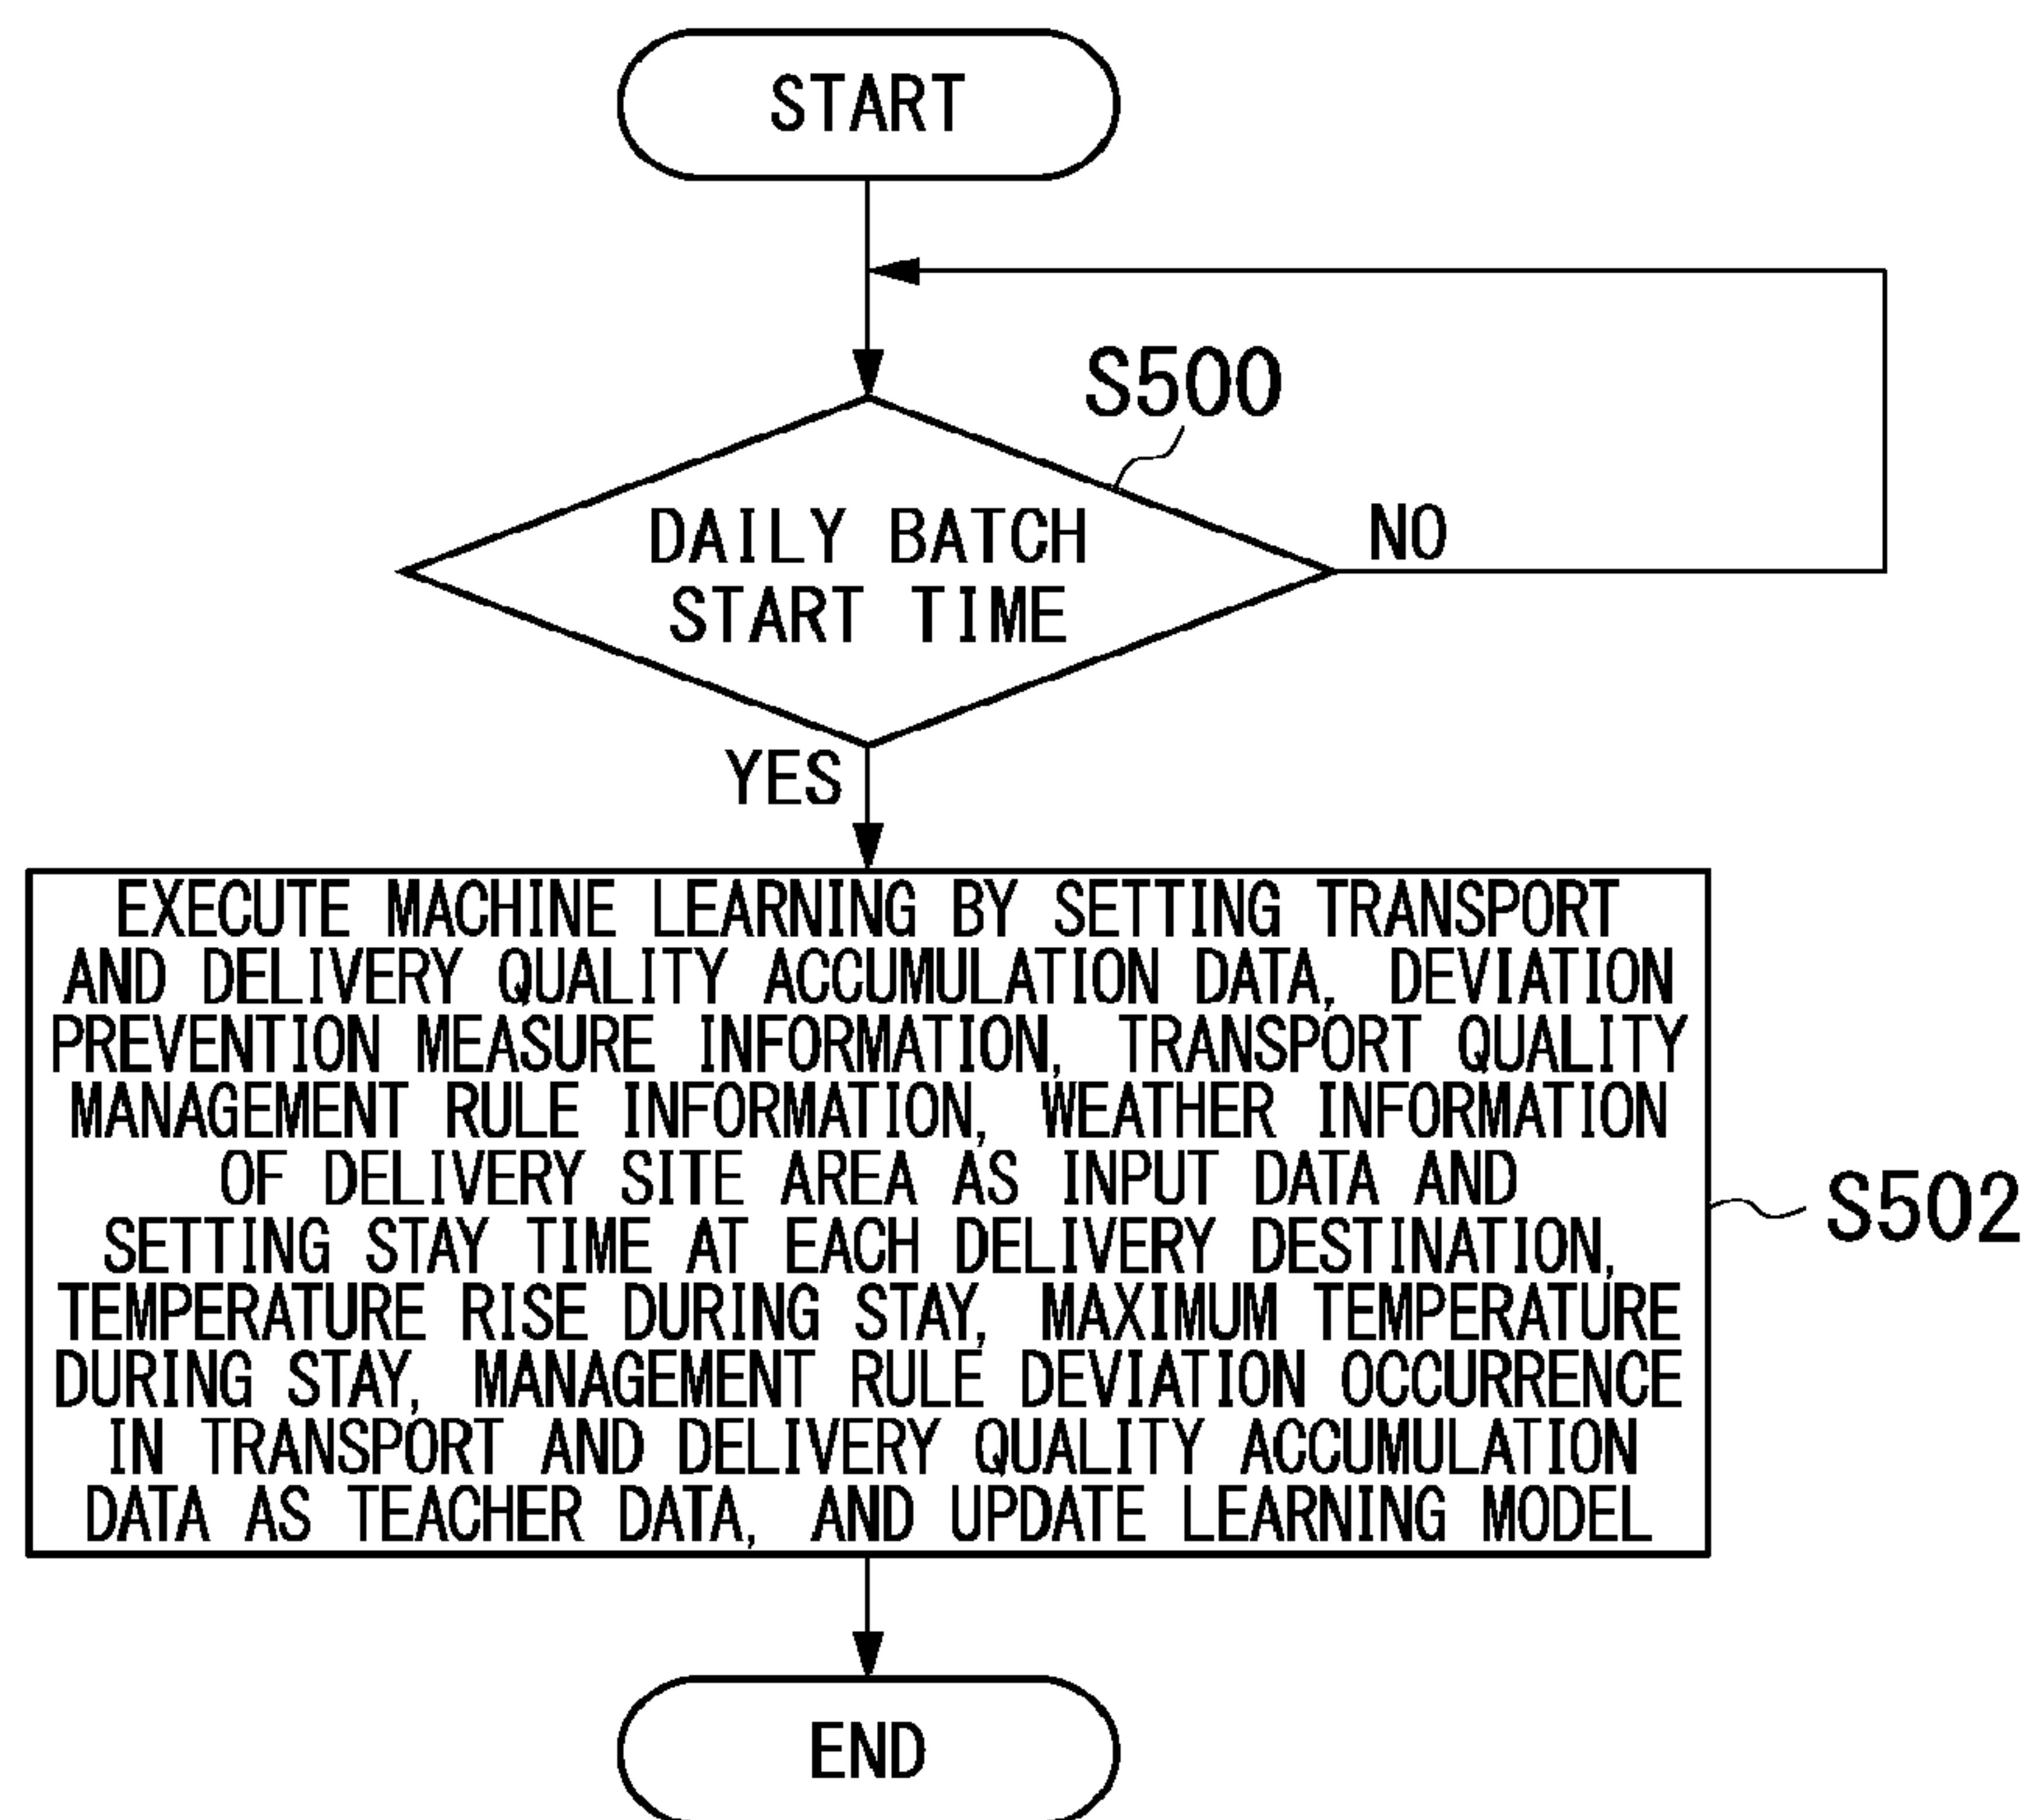 START
S500
DAILY BATCH
START TIME
NO
YES
EXECUTE MACHINE LEARNING BY SETTING TRANSPORT
AND DELIVERY QUALITY ACCUMULATION DATA, DEVIATION
PREVENTION MEASURE INFORMATION, TRANSPORT QUALITY
MANAGEMENT RULE INFORMATION, WEATHER INFORMATION
OF DELIVERY SITE AREA AS INPUT DATA AND
SETTING STAY TIME AT EACH DELIVERY DESTINATION,
TEMPERATURE RISE DURING STAY, MAXIMUM TEMPERATURE
DURING STAY, MANAGEMENT RULE DEVIATION OCCURRENCE
IN TRANSPORT AND DELIVERY QUALITY ACCUMULATION
DATA AS TEACHER DATA, AND UPDATE LEARNING MODEL
S502
END